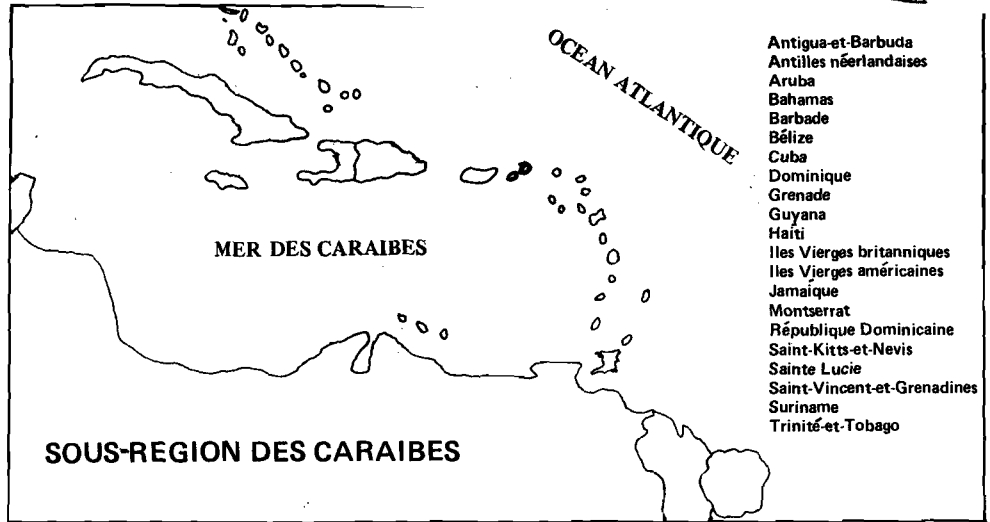 OCEAN ATLANTIQUE
MER DES CARAIBES
SOUS-REGION DES CARAIBES
Antigua-et-Barbuda
Antilles néerlandaises
Aruba
Bahamas
Barbade
Bélize
Cuba
Dominique
Grenade
Guyana
Haïti
Iles Vierges britanniques
Iles Vierges américaines
Jamaïque
Montserrat
République Dominicaine
Saint-Kitts-et-Nevis
Sainte Lucie
Saint-Vincent-et-Grenadines
Suriname
Trinité-et-Tobago